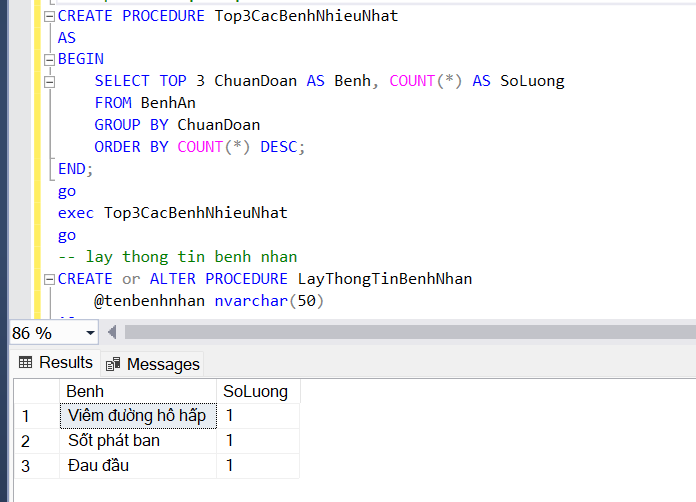 CREATE PROCEDURE Top3CacBenhNhieuNhat
AS
BEGIN
SELECT TOP 3 ChuanDoan AS Benh, COUNT(*) AS SoLuong
FROM BenhAn
GROUP BY ChuanDoan
ORDER BY COUNT(*) DESC;
END;
go
exec Top3CacBenhNhieuNhat
go
-- lay thong tin benh nhan
CREATE or ALTER PROCEDURE LayThongTinBenhNhan
@tenbenhnhan nvarchar(50)
86 %
Results Messages
Benh SoLuong
1 Viêm đường hô hấp 1
2 Sốt phát ban 1
3 Đau đầu 1